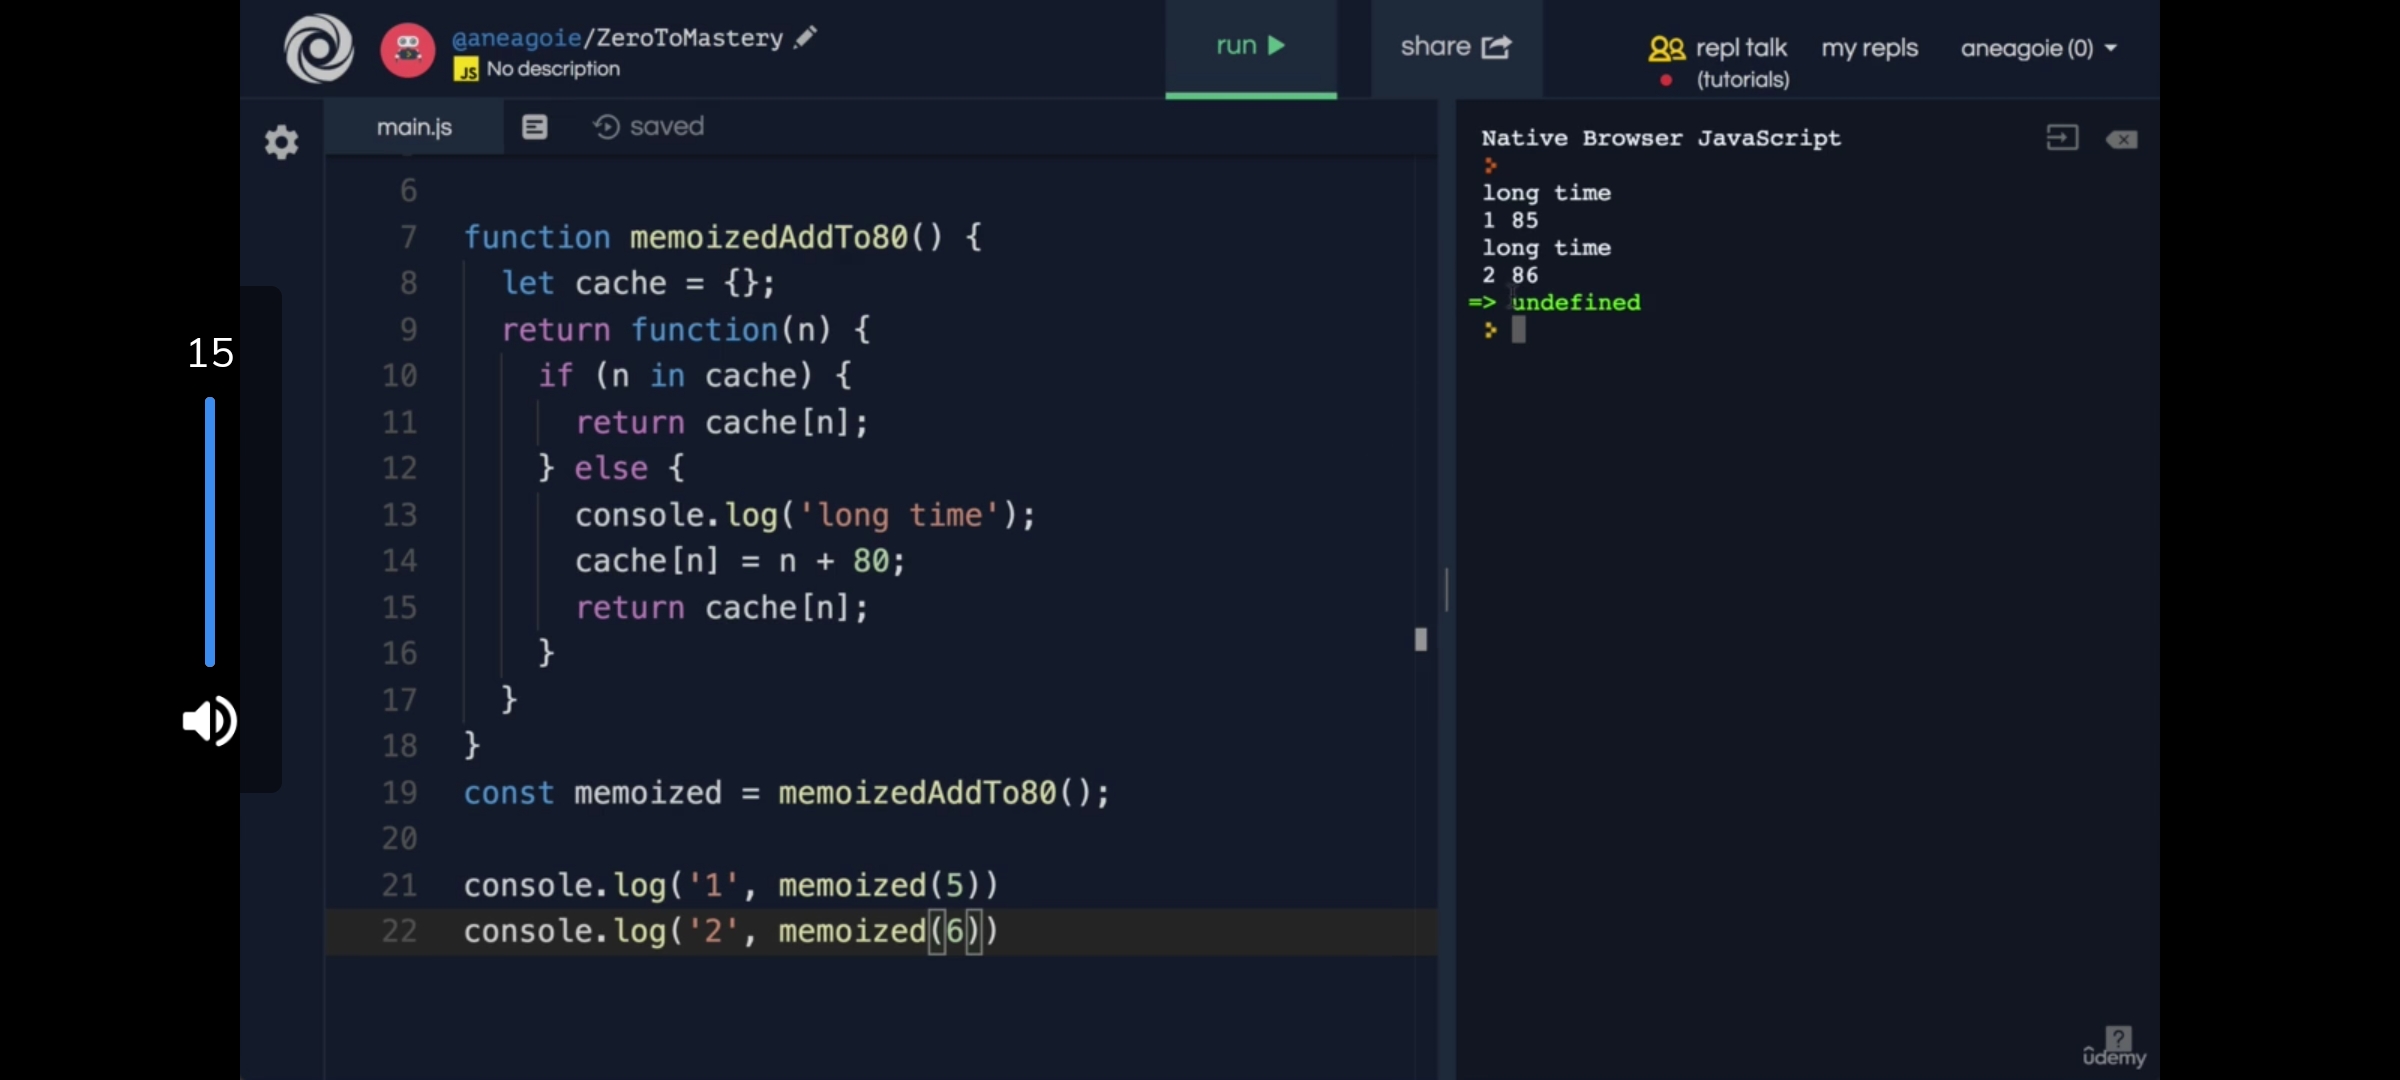 @aneagoie/ZeroToMastery
JS No description
run
share
repl talk
(tutorials)
my repls
aneagoie (0)
main.js
saved
6
7 function memoizedAddTo80() {
8 let cache = {};
9 return function(n) {
10 if (n in cache) {
11 return cache[n];
12 } else {
13 console.log('long time');
14 cache[n] = n + 80;
15 return cache[n];
16 }
17 }
18 }
19 const memoized = memoizedAddTo80();
20
21 console.log('1', memoized(5))
22 console.log('2', memoized(6))
Native Browser JavaScript
long time
1 85
long time
2 86
=> undefined
15
?
ûdemy